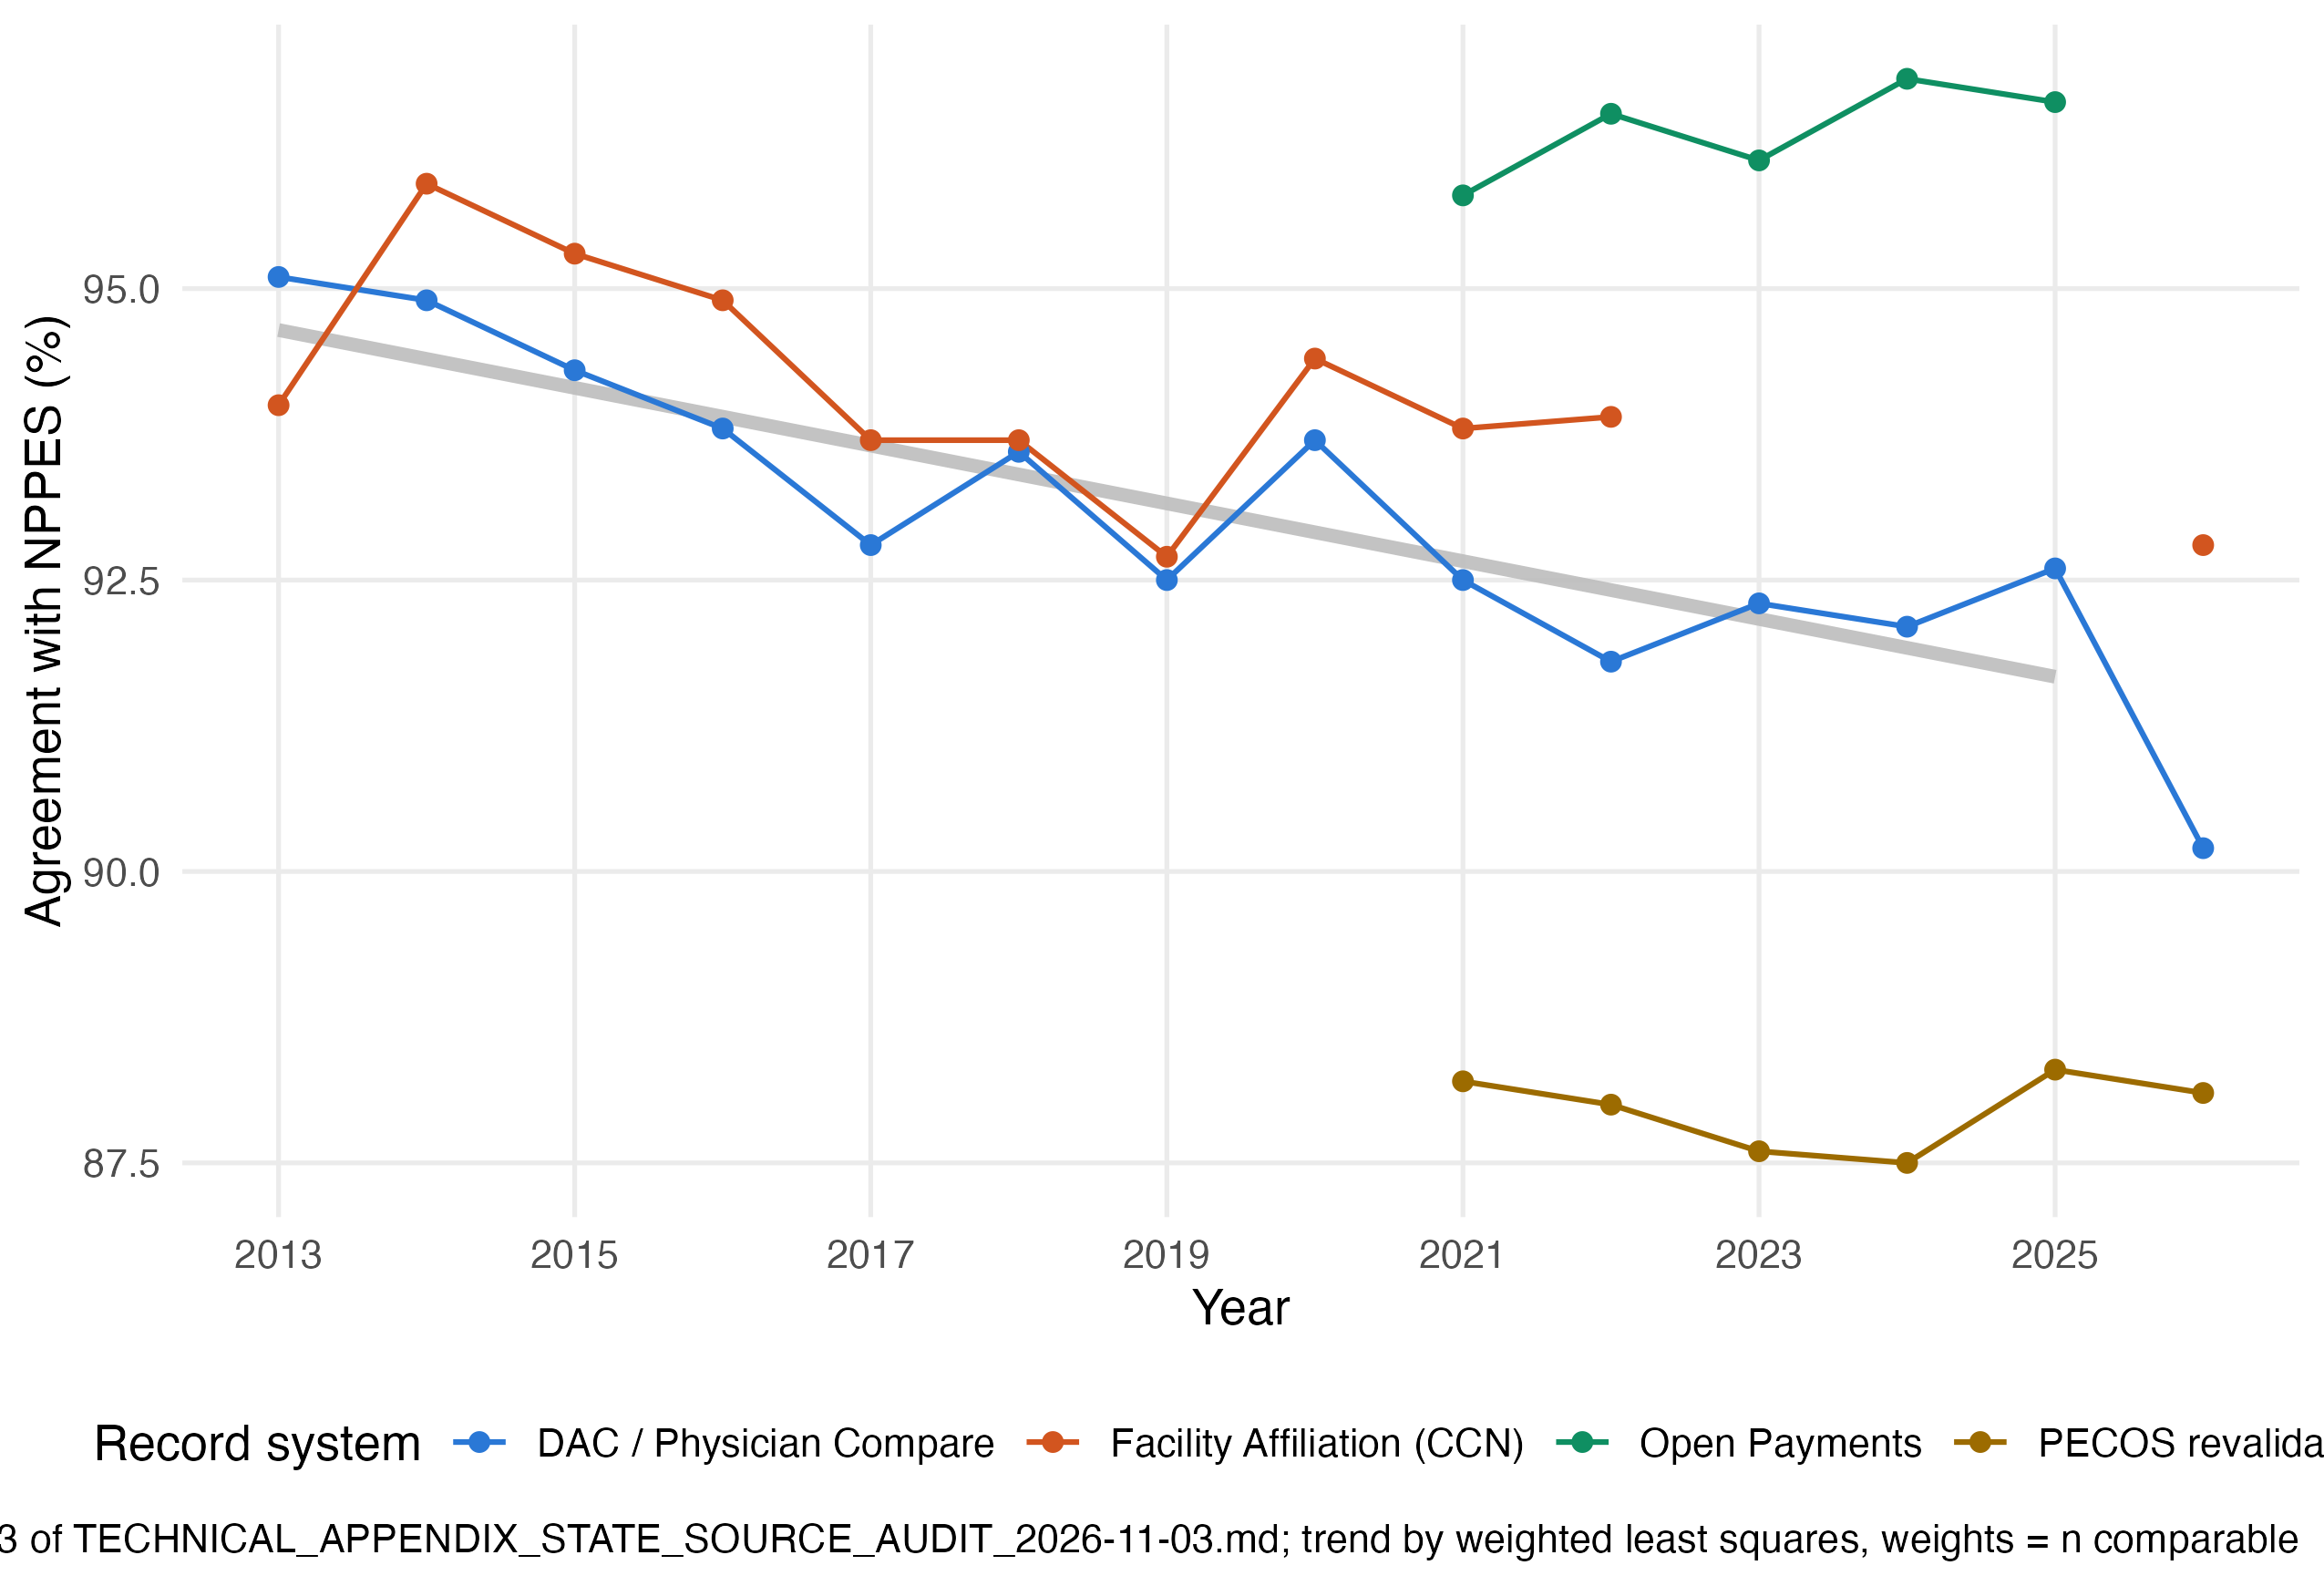 Agreement with NPPES (%)
95.0
92.5
90.0
87.5
2013 2015 2017 2019 2021 2023 2025
Year
Record system DAC / Physician Compare Facility Affiliation (CCN) Open Payments PECOS revalida
3 of TECHNICAL_APPENDIX_STATE_SOURCE_AUDIT_2026-11-03.md; trend by weighted least squares, weights = n comparable